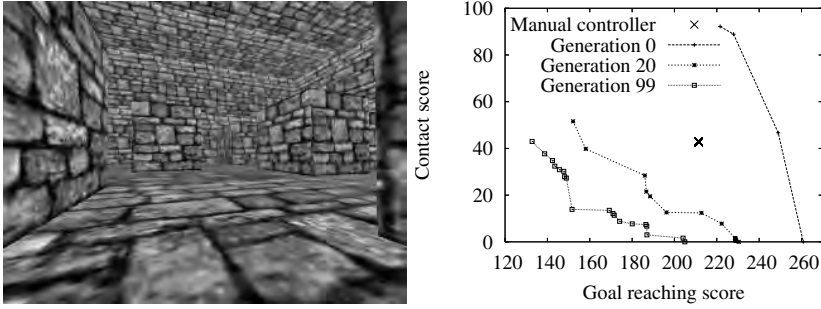 100
80
60
40
20
0
Contact score
Manual controller
Generation 0
Generation 20
Generation 99
120 140 160 180 200 220 240 260
Goal reaching score